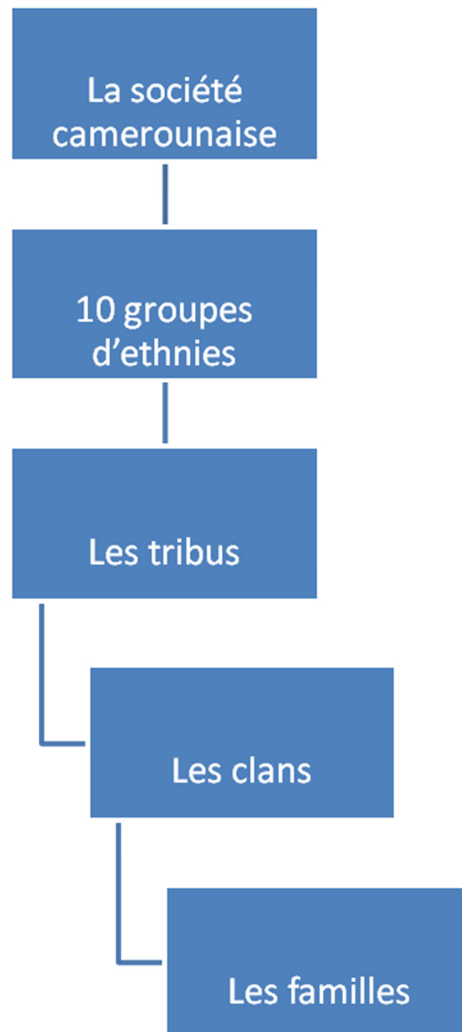 La société
camerounaise
10 groupes
d’ethnies
Les tribus
Les clans
Les familles